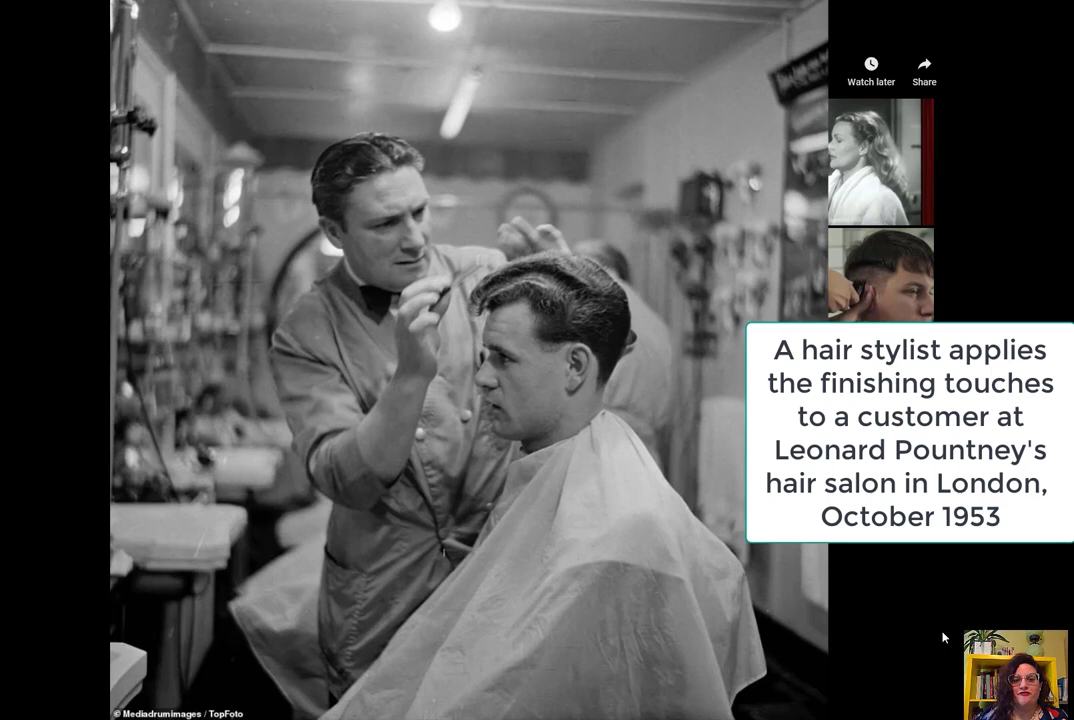 Watch later
Share
A hair stylist applies
the finishing touches
to a customer at
Leonard Pountney's
hair salon in London,
October 1953
© Mediadrumimages / TopFoto